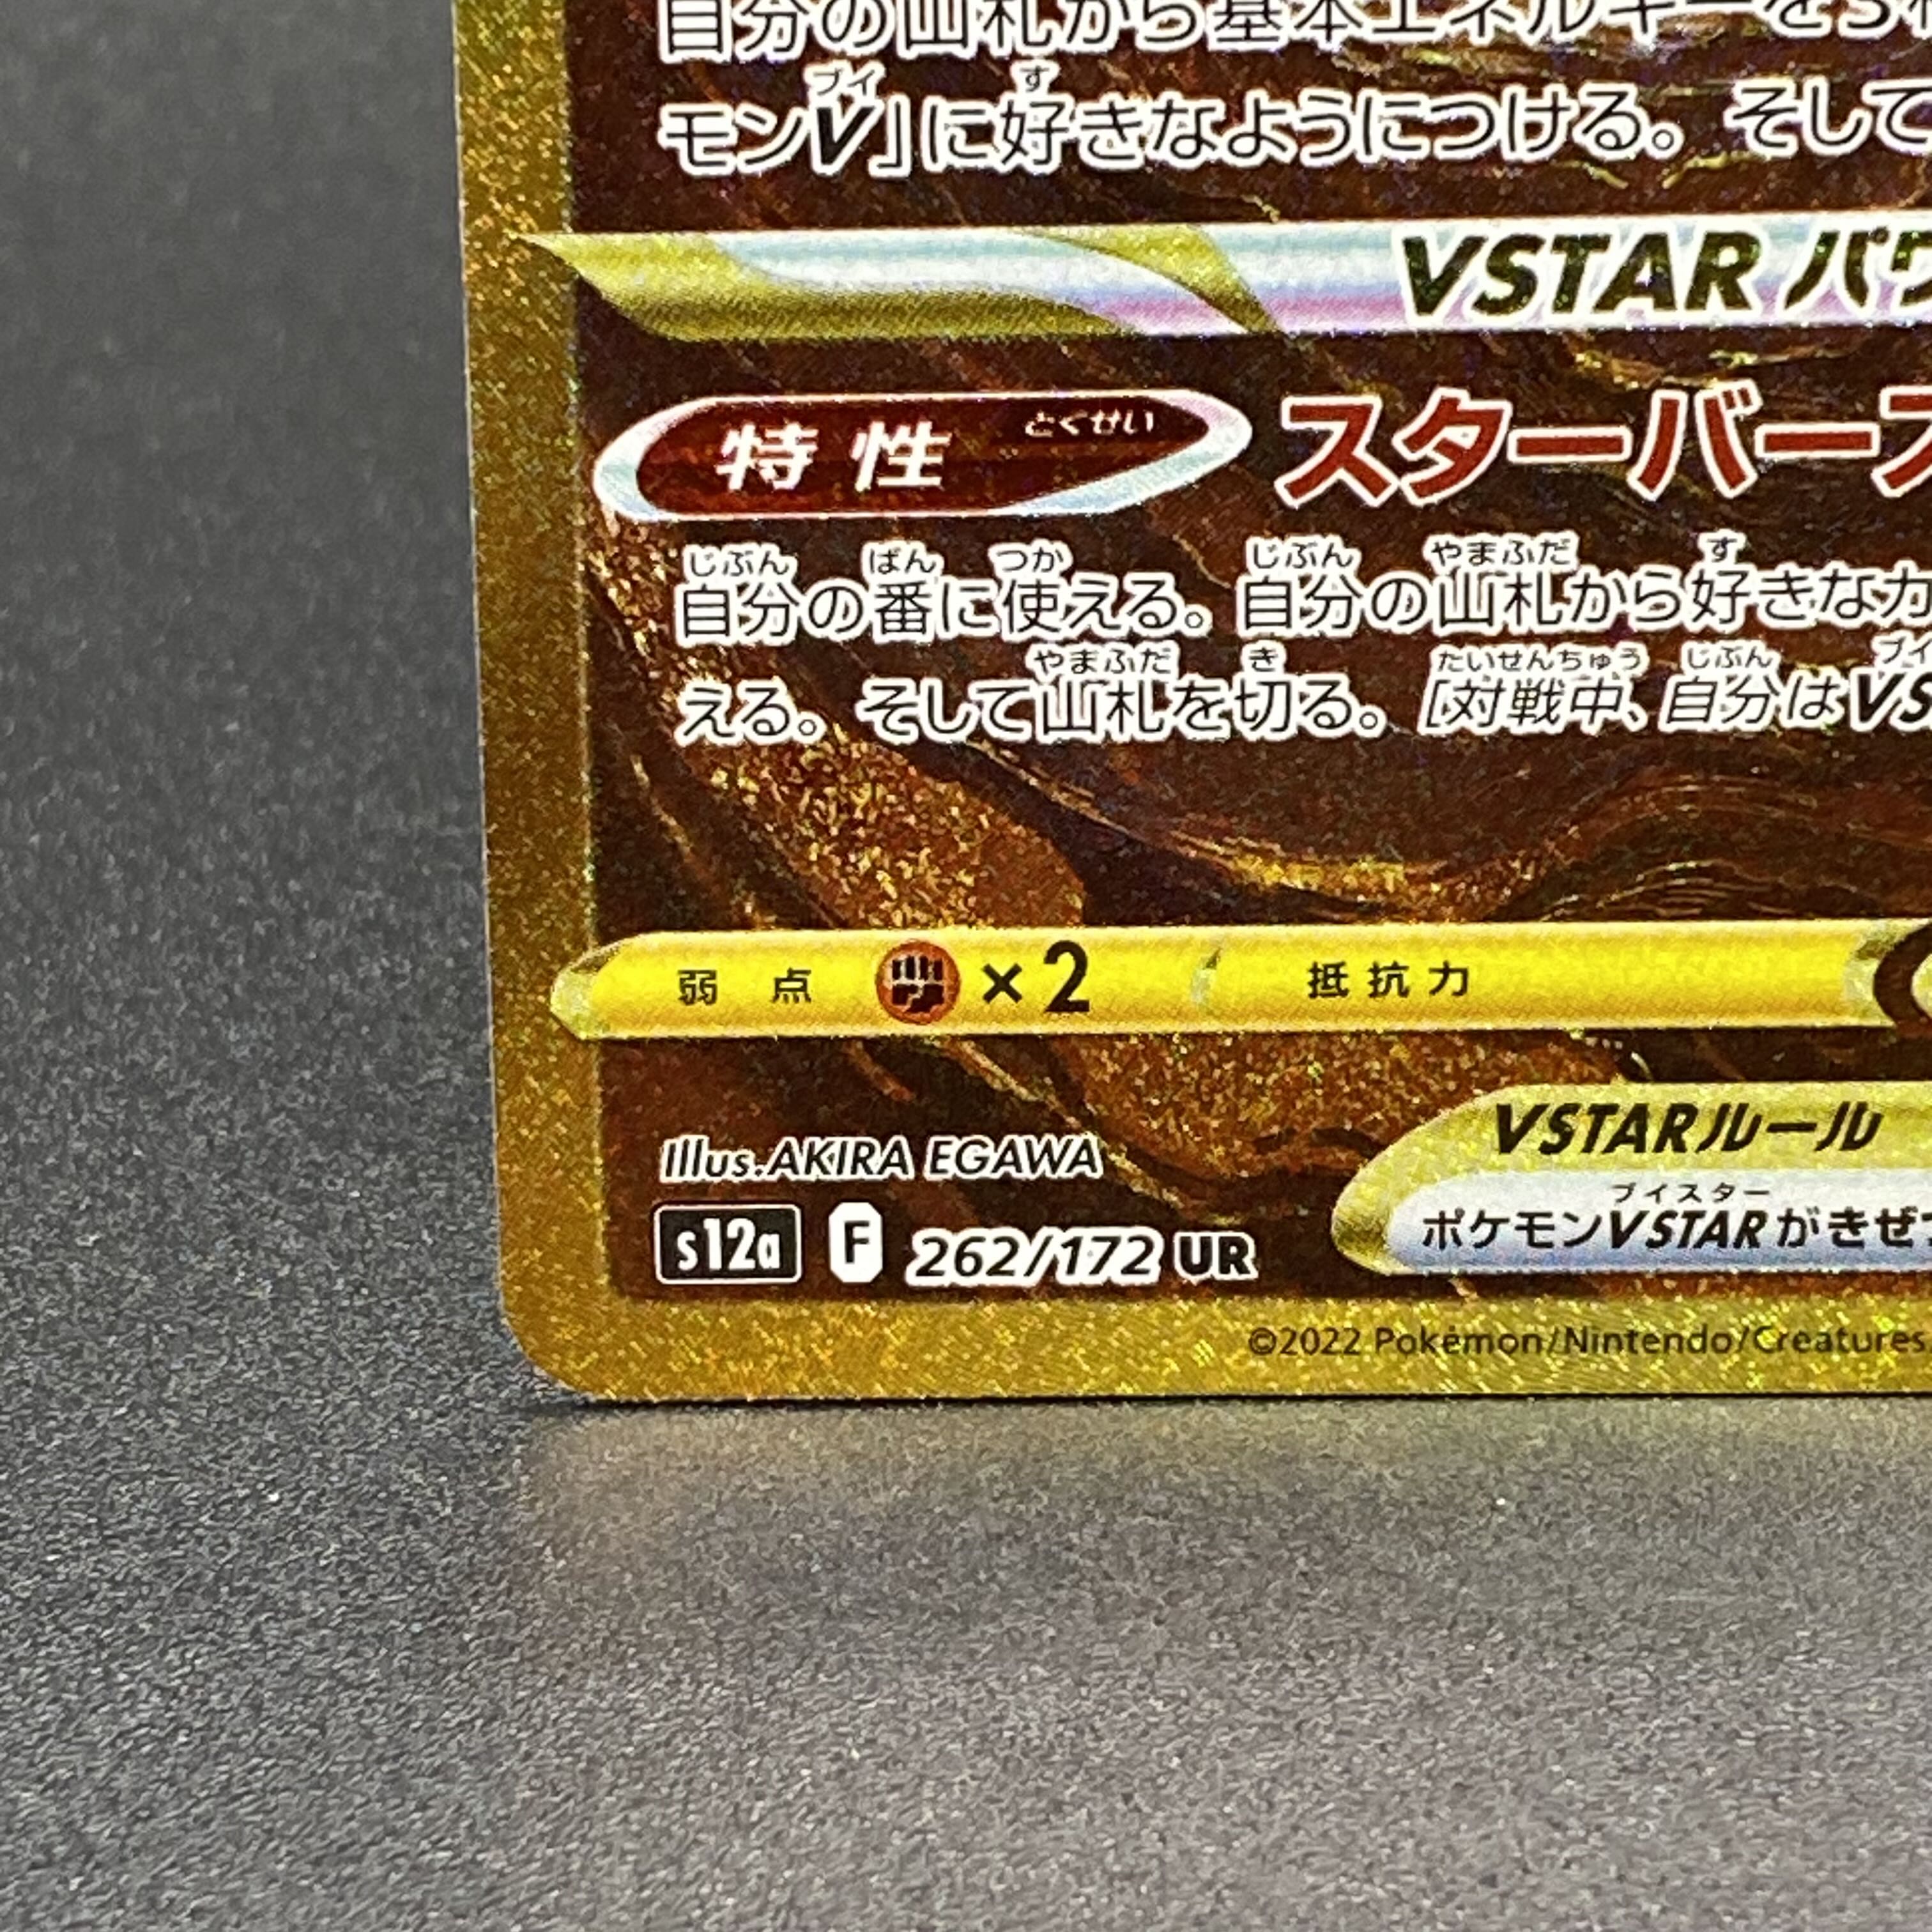 自分の山札から基本エネルギーを3
モンV」に好きなようにつける。そして
VSTARパワ
特性 とくせい スターバース
自分の番に使える。自分の山札から好きなカ
える。そして山札を切る。[対戦中、自分はVS
弱点 ×2 抵抗力
Illus.AKIRA EGAWA
VSTARルール
s12a F 262/172 UR
ポケモンVSTARがきぜ
©2022 Pokémon/Nintendo/Creatures